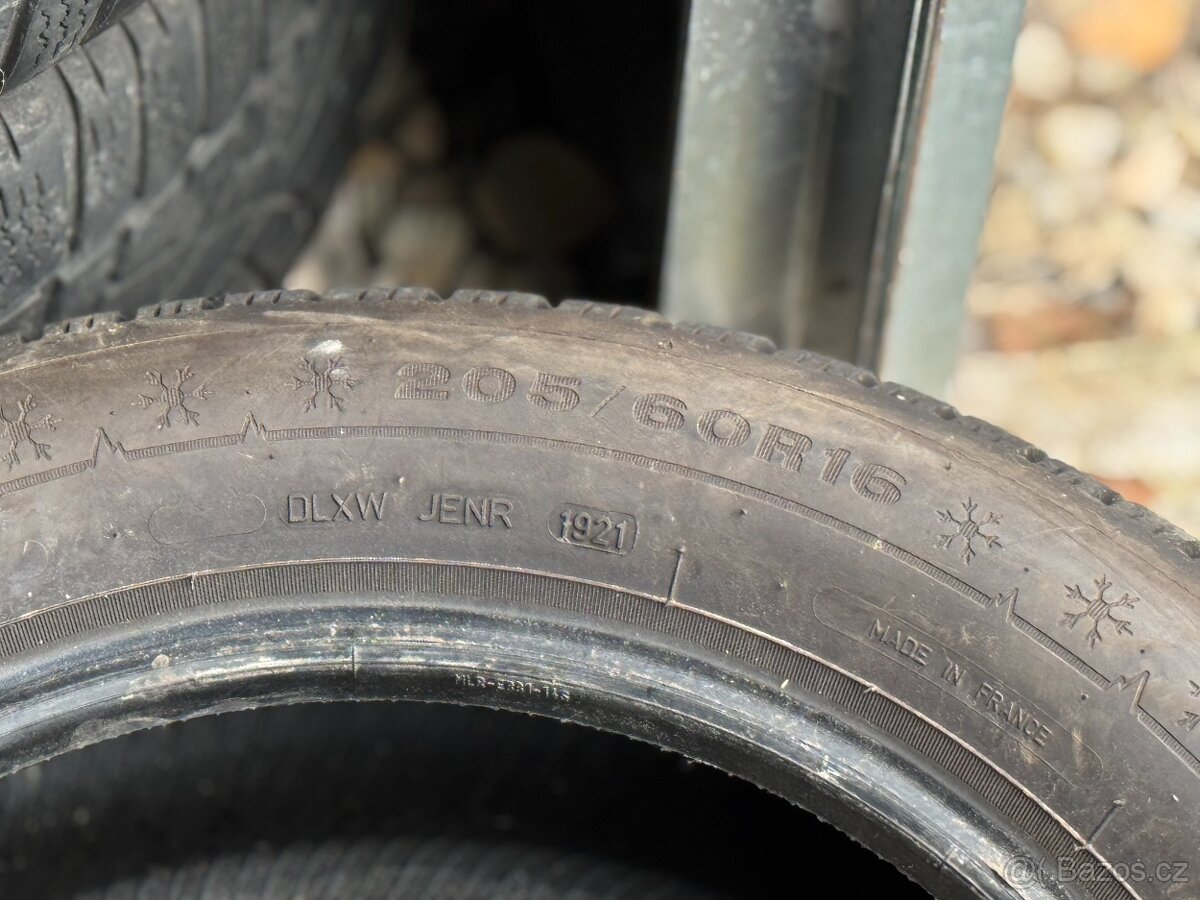 205/60R16
DLXW JENR 1921
MADE IN FRANCE
Bazos.cz